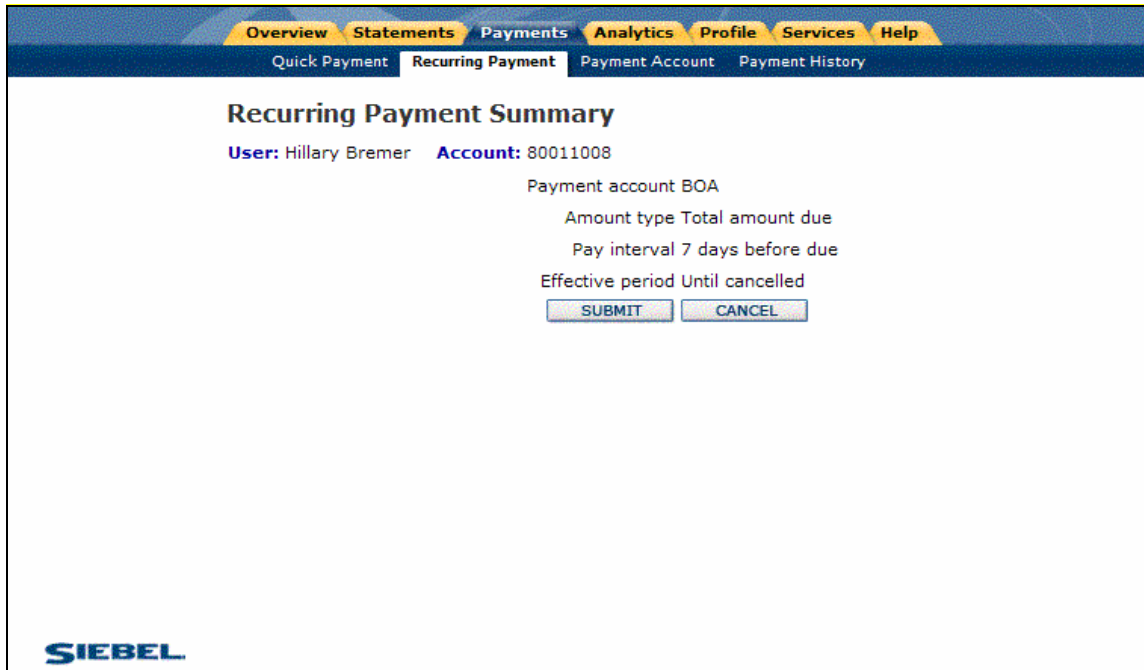 Overview Statements Payments Analytics Profile Services Help
Quick Payment Recurring Payment Payment Account Payment History
Recurring Payment Summary
User: Hillary Bremer Account: 80011008
Payment account BOA
Amount type Total amount due
Pay interval 7 days before due
Effective period Until cancelled
SUBMIT CANCEL
SIEBEL.